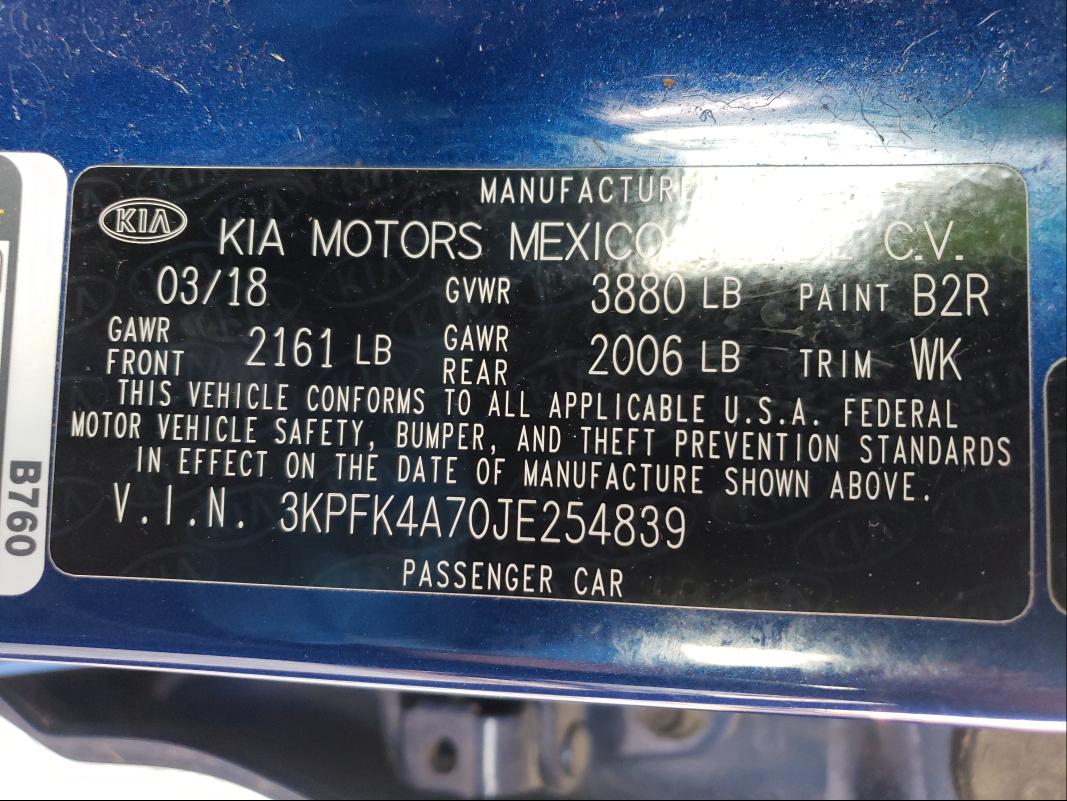 MANUFACTURE
KIA
KIA MOTORS MEXICO C.V.
03/18 GVWR 3880 LB PAINT B2R
GAWR FRONT 2161 LB GAWR REAR 2006 LB TRIM WK
THIS VEHICLE CONFORMS TO ALL APPLICABLE U.S.A. FEDERAL
MOTOR VEHICLE SAFETY, BUMPER, AND THEFT PREVENTION STANDARDS
IN EFFECT ON THE DATE OF MANUFACTURE SHOWN ABOVE.
V.I.N. 3KPFK4A70JE254839
PASSENGER CAR
B760